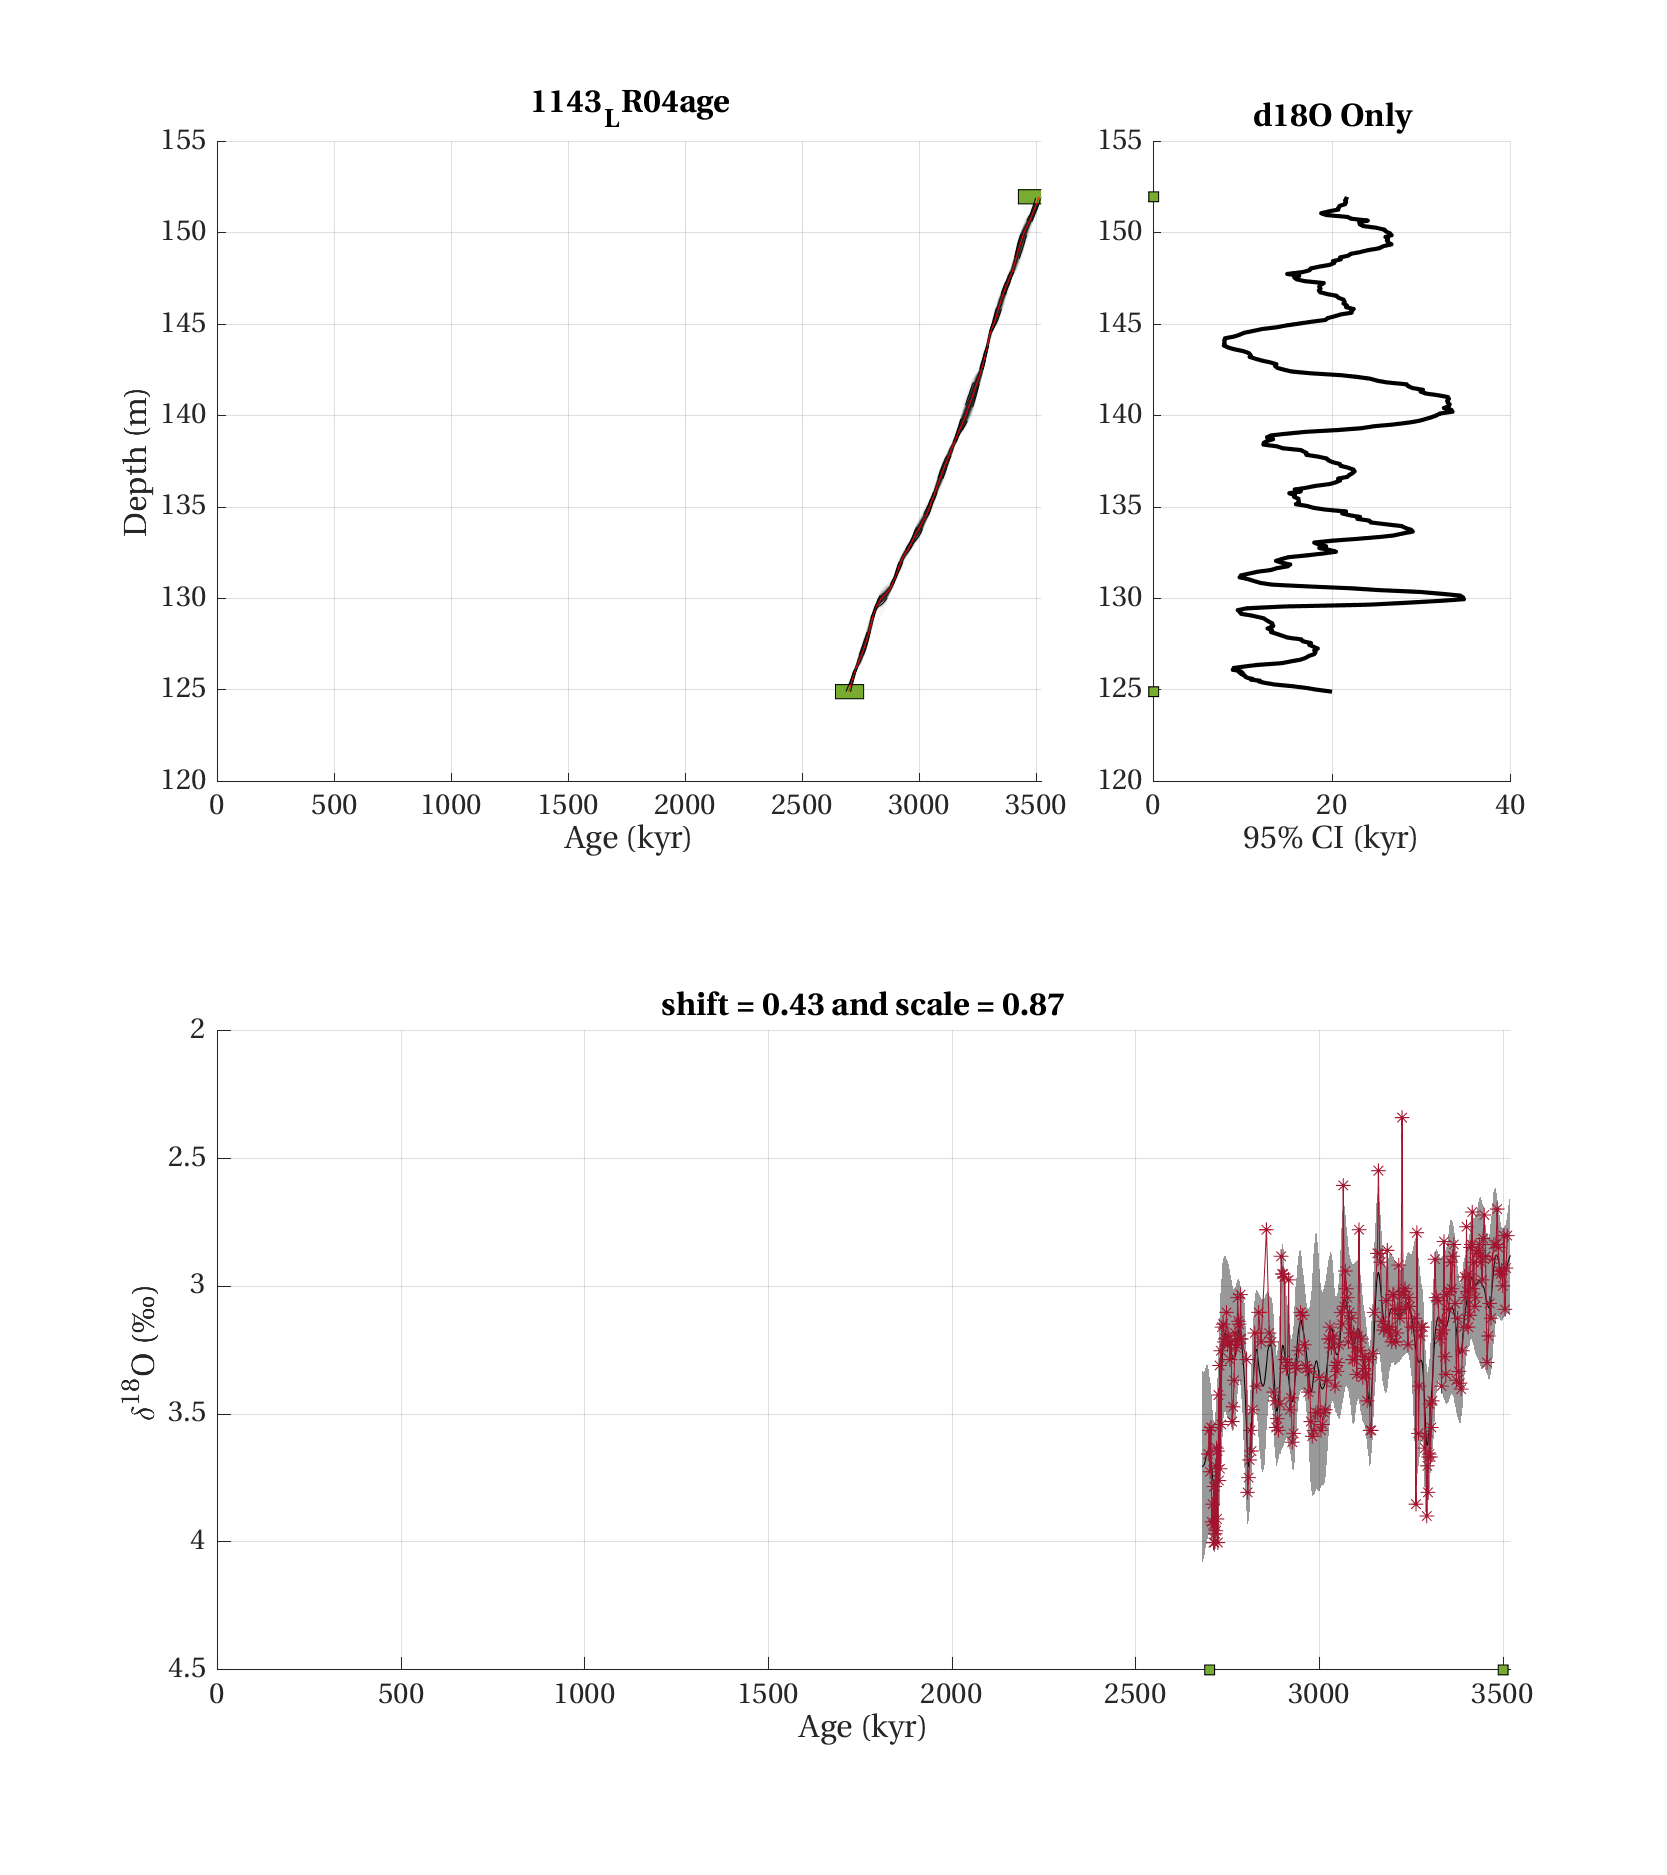 1143LR04age
155
150
145
140
135
130
125
120
Depth (m)
0 500 1000 1500 2000 2500 3000 3500
Age (kyr)
d18O Only
155
150
145
140
135
130
125
120
0 20 40
95% CI (kyr)
shift = 0.43 and scale = 0.87
2
2.5
3
3.5
4
4.5
δ18O (‰)
0 500 1000 1500 2000 2500 3000 3500
Age (kyr)